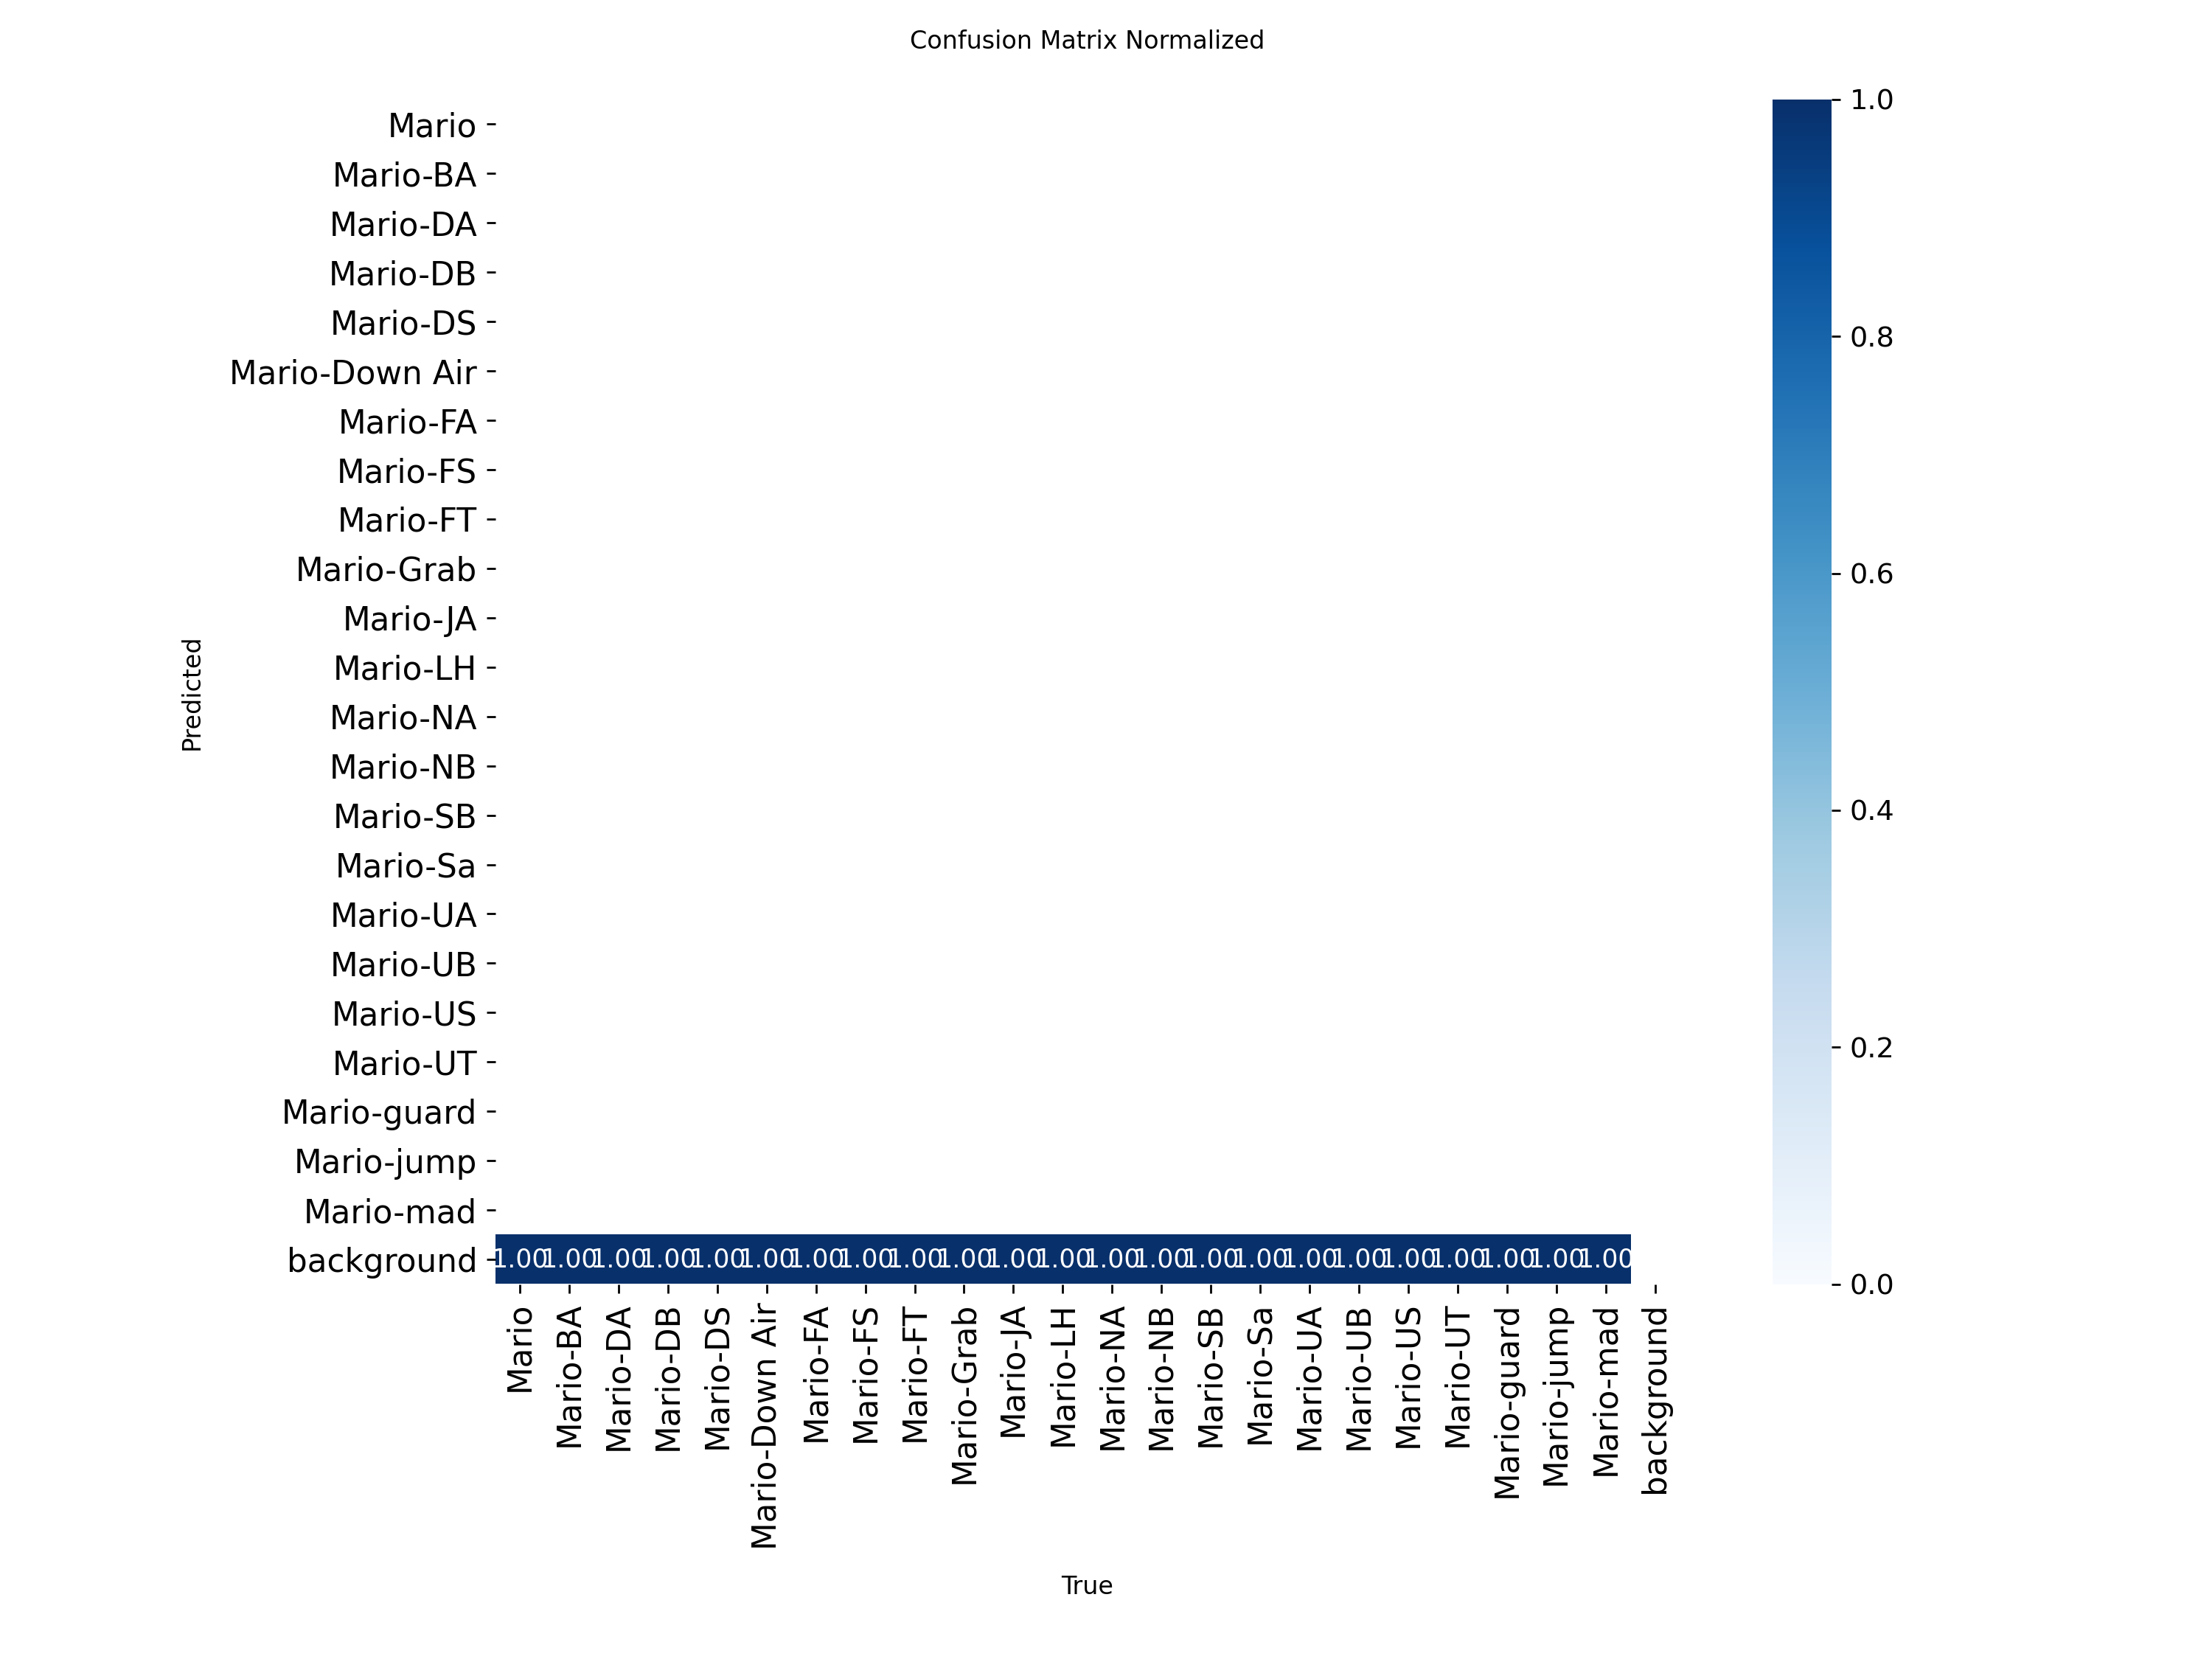 Confusion Matrix Normalized
Predicted
Mario
Mario-BA
Mario-DA
Mario-DB
Mario-DS
Mario-Down Air
Mario-FA
Mario-FS
Mario-FT
Mario-Grab
Mario-JA
Mario-LH
Mario-NA
Mario-NB
Mario-SB
Mario-Sa
Mario-UA
Mario-UB
Mario-US
Mario-UT
Mario-guard
Mario-jump
Mario-mad
background
1.00 1.00 1.00 1.00 1.00 1.00 1.00 1.00 1.00 1.00 1.00 1.00 1.00 1.00 1.00 1.00 1.00 1.00 1.00 1.00 1.00 1.00 1.00
Mario
Mario-BA
Mario-DA
Mario-DB
Mario-DS
Mario-Down Air
Mario-FA
Mario-FS
Mario-FT
Mario-Grab
Mario-JA
Mario-LH
Mario-NA
Mario-NB
Mario-SB
Mario-Sa
Mario-UA
Mario-UB
Mario-US
Mario-UT
Mario-guard
Mario-jump
Mario-mad
background
True
1.0
0.8
0.6
0.4
0.2
0.0